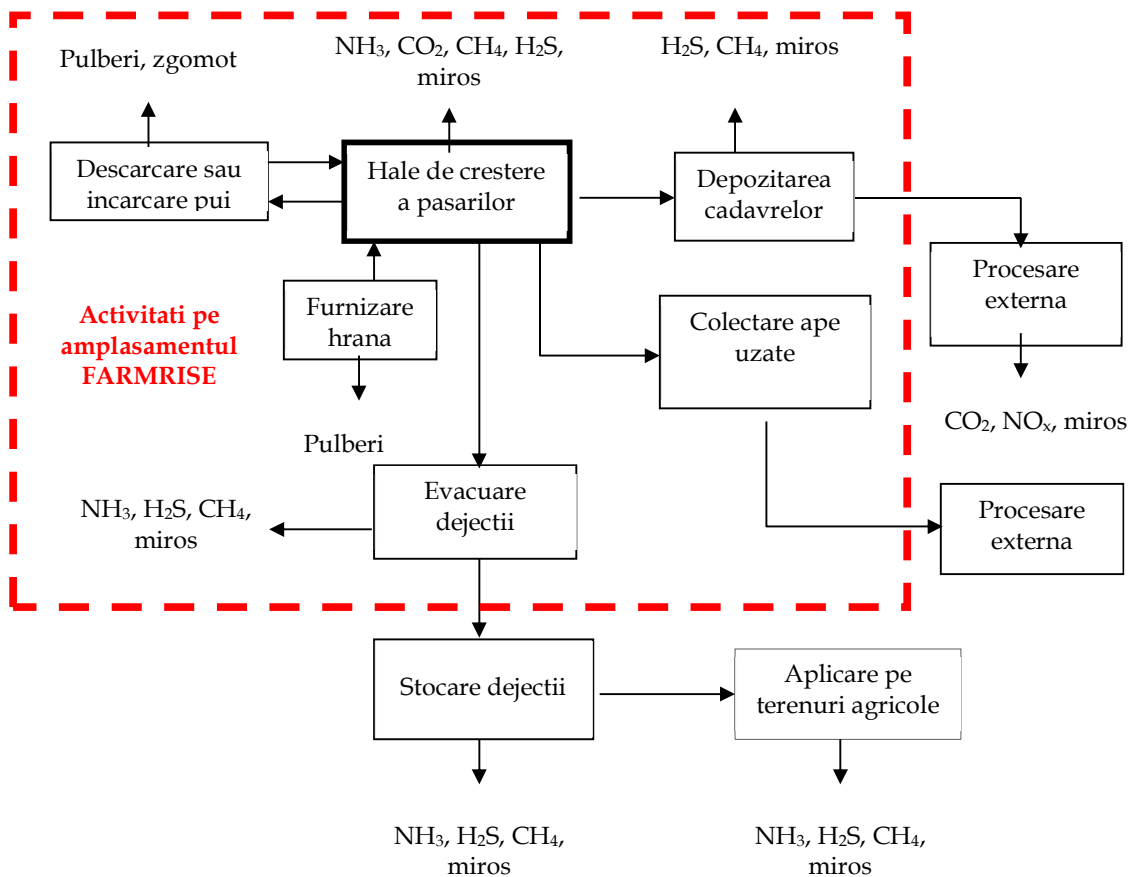 Pulberi, zgomot
NH₃, CO₂, CH₄, H₂S,
miros
H₂S, CH₄, miros
Descarcare sau
incarcare pui
Hale de crestere
a pasarilor
Depozitarea
cadavrelor
Procesare
externa
Activitati pe
amplasamentul
FARMRISE
Furnizare
hrana
Colectare ape
uzate
CO₂, NOₓ, miros
Pulberi
NH₃, H₂S, CH₄,
miros
Evacuare
dejectii
Procesare
externa
Stocare dejectii
Aplicare pe
terenuri agricole
NH₃, H₂S, CH₄,
miros
NH₃, H₂S, CH₄,
miros